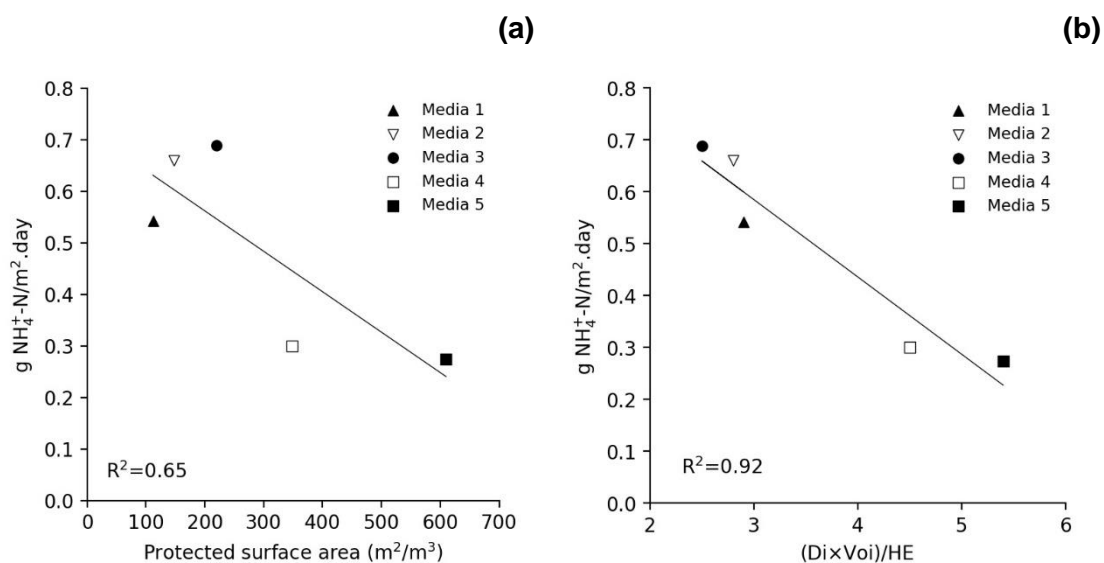 (a)
0.8
0.7
0.6
0.5
0.4
0.3
0.2
0.1
0.0
g NH₄⁺-N/m².day
Media 1
Media 2
Media 3
Media 4
Media 5
R²=0.65
0 100 200 300 400 500 600 700
Protected surface area (m²/m³)
(b)
0.8
0.7
0.6
0.5
0.4
0.3
0.2
0.1
0.0
g NH₄⁺-N/m².day
Media 1
Media 2
Media 3
Media 4
Media 5
R²=0.92
2 3 4 5 6
(Di×Voi)/HE